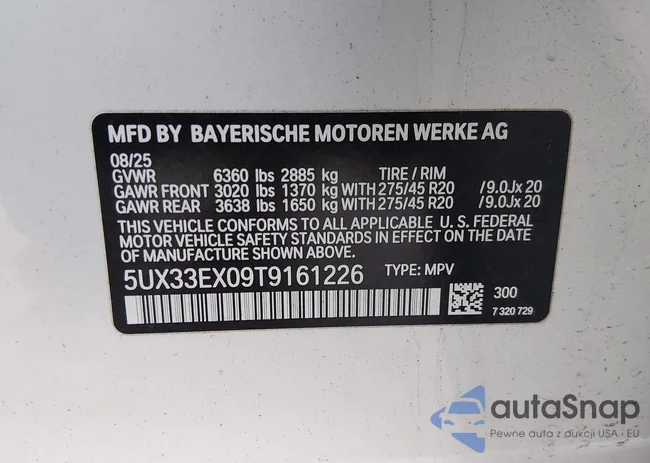 MFD BY BAYERISCHE MOTOREN WERKE AG
08/25
GVWR 6360 lbs 2885 kg TIRE / RIM
GAWR FRONT 3020 lbs 1370 kg WITH 275/45 R20 /9.0Jx 20
GAWR REAR 3638 lbs 1650 kg WITH 275/45 R20 /9.0Jx 20
THIS VEHICLE CONFORMS TO ALL APPLICABLE U. S. FEDERAL
MOTOR VEHICLE SAFETY STANDARDS IN EFFECT ON THE DATE OF
MANUFACTURE SHOWN ABOVE.
5UX33EX09T9161226 TYPE: MPV
300
7 320 729
autaSnap
Pewne auta z aukcji USA i EU